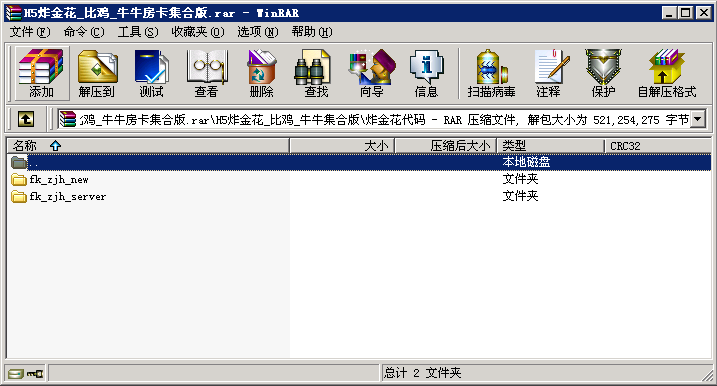 H5炸金花_比鸡_牛牛房卡集合版.rar - WinRAR
文件(F) 命令(C) 工具(S) 收藏夹(O) 选项(N) 帮助(H)
添加 解压到 测试 查看 删除 查找 向导 信息 扫描病毒 注释 保护 自解压格式
鸡_牛牛房卡集合版.rar\H5炸金花_比鸡_牛牛房卡集合版\炸金花代码 - RAR 压缩文件, 解包大小为 521,254,275 字节
名称 大小 压缩后大小 类型 CRC32
.. 本地磁盘
fk_zjh_new 文件夹
fk_zjh_server 文件夹
总计 2 文件夹